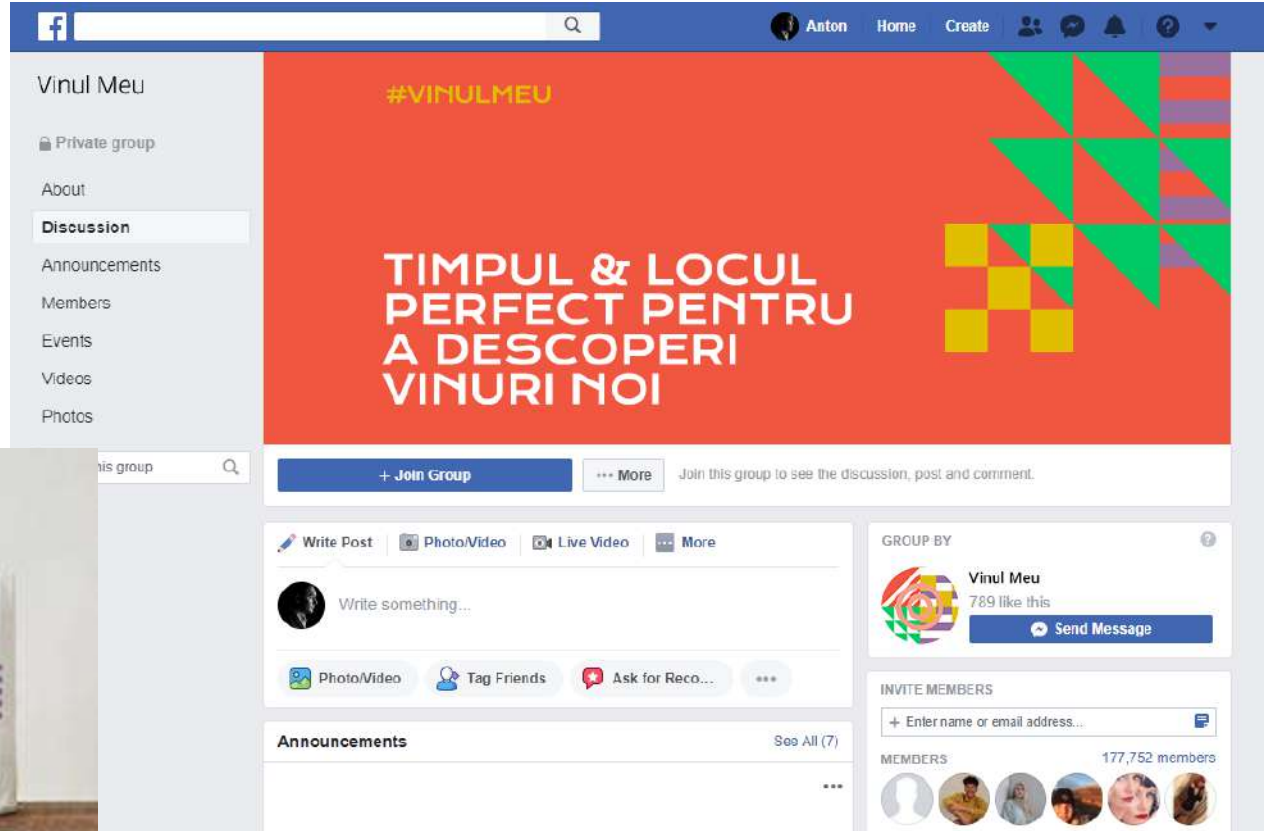 f
Anton Home Create
Vinul Meu
Private group
About
Discussion
Announcements
Members
Events
Videos
Photos
his group
#VINULMEU
TIMPUL & LOCUL
PERFECT PENTRU
A DESCOPERI
VINURI NOI
+ Join Group
More
Join this group to see the discussion, post and comment.
Write Post Photo/Video Live Video More
Write something...
Photo/Video Tag Friends Ask for Reco...
Announcements See All (7)
GROUP BY
Vinul Meu
789 like this
Send Message
INVITE MEMBERS
+ Enter name or email address...
MEMBERS 177,752 members